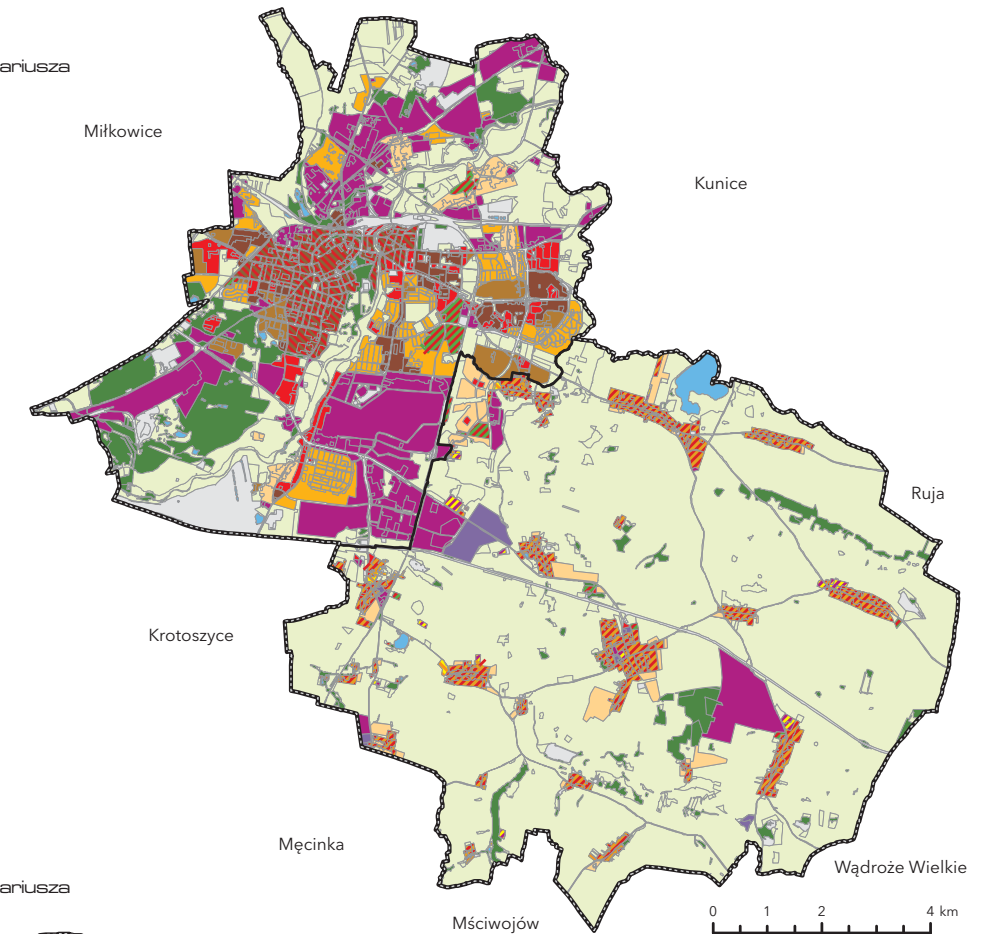 ariusza
Miłkowice
Kunice
Ruja
Krotoszyce
Męcinka
Wądroże Wielkie
ariusza
Mściwojów
0 1 2 4 km